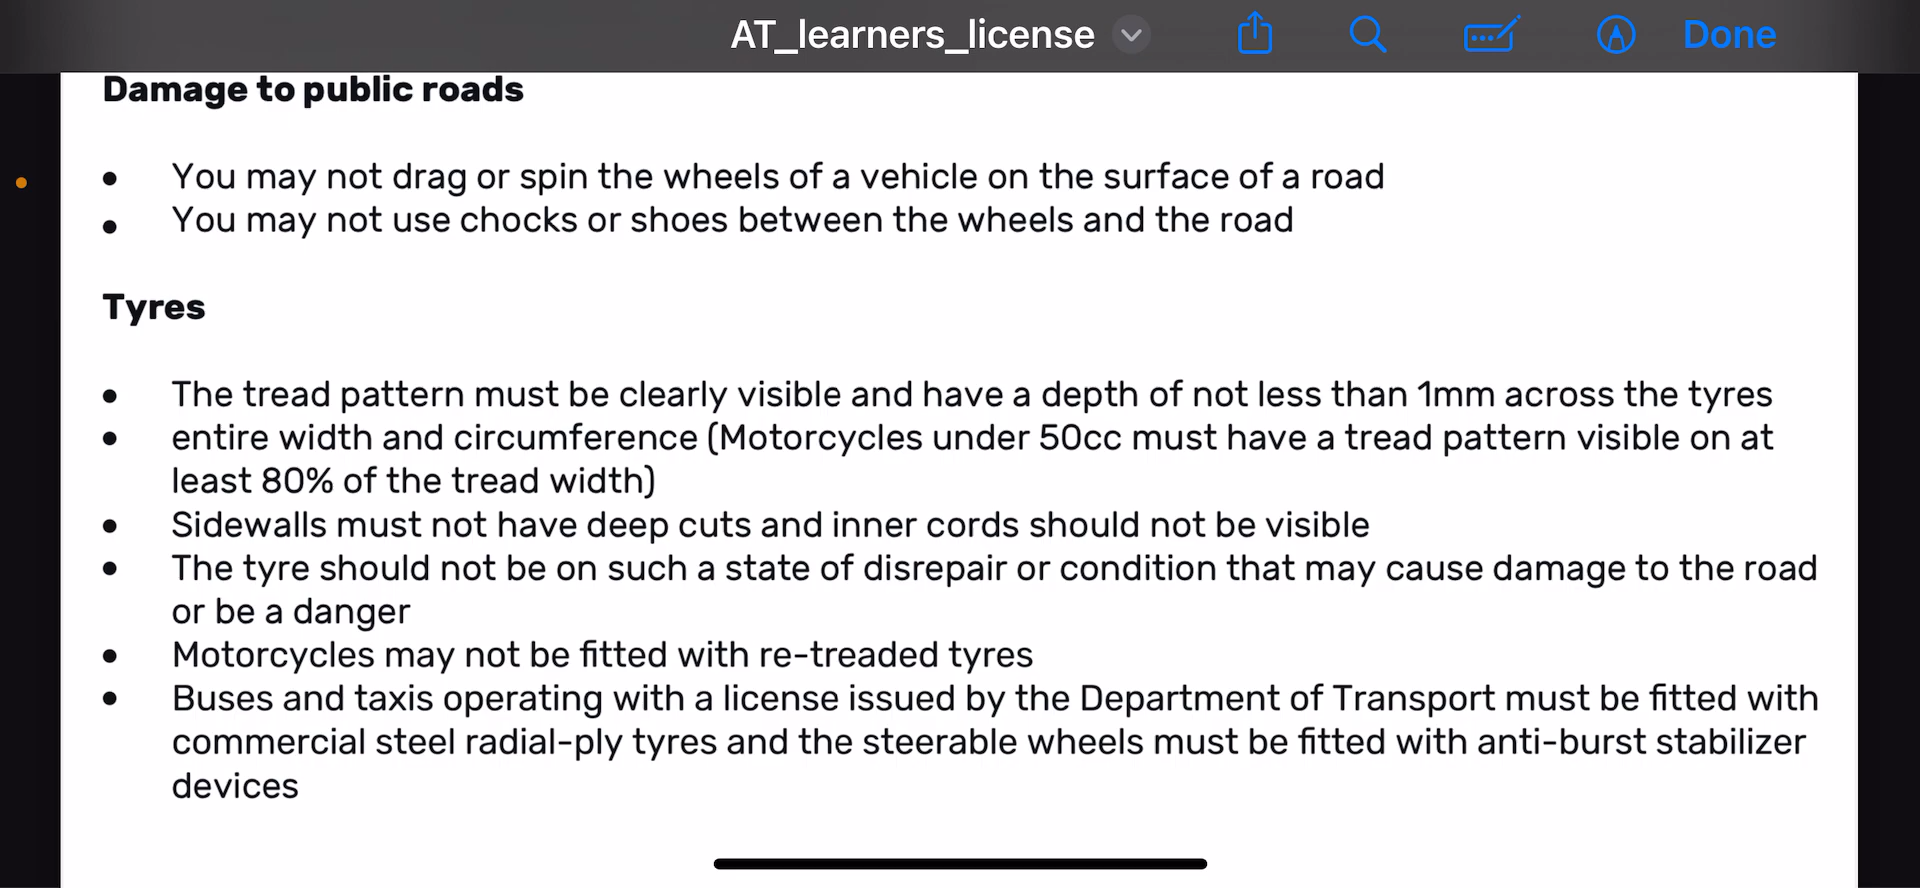 AT_learners_license
Done
Damage to public roads
• You may not drag or spin the wheels of a vehicle on the surface of a road
• You may not use chocks or shoes between the wheels and the road
Tyres
• The tread pattern must be clearly visible and have a depth of not less than 1mm across the tyres
• entire width and circumference (Motorcycles under 50cc must have a tread pattern visible on at
least 80% of the tread width)
• Sidewalls must not have deep cuts and inner cords should not be visible
• The tyre should not be on such a state of disrepair or condition that may cause damage to the road
or be a danger
• Motorcycles may not be fitted with re-treaded tyres
• Buses and taxis operating with a license issued by the Department of Transport must be fitted with
commercial steel radial-ply tyres and the steerable wheels must be fitted with anti-burst stabilizer
devices